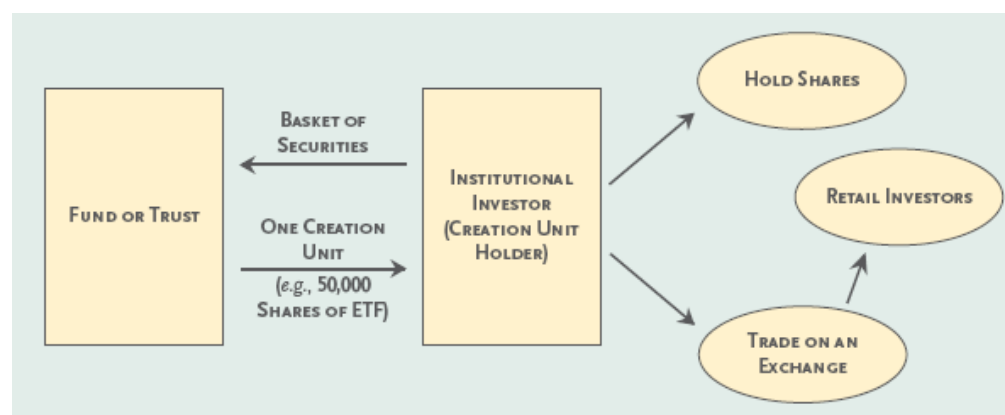 Fund or Trust
Basket of
Securities
One Creation
Unit
(e.g., 50,000
Shares of ETF)
Institutional
Investor
(Creation Unit
Holder)
Hold Shares
Retail Investors
Trade on an
Exchange